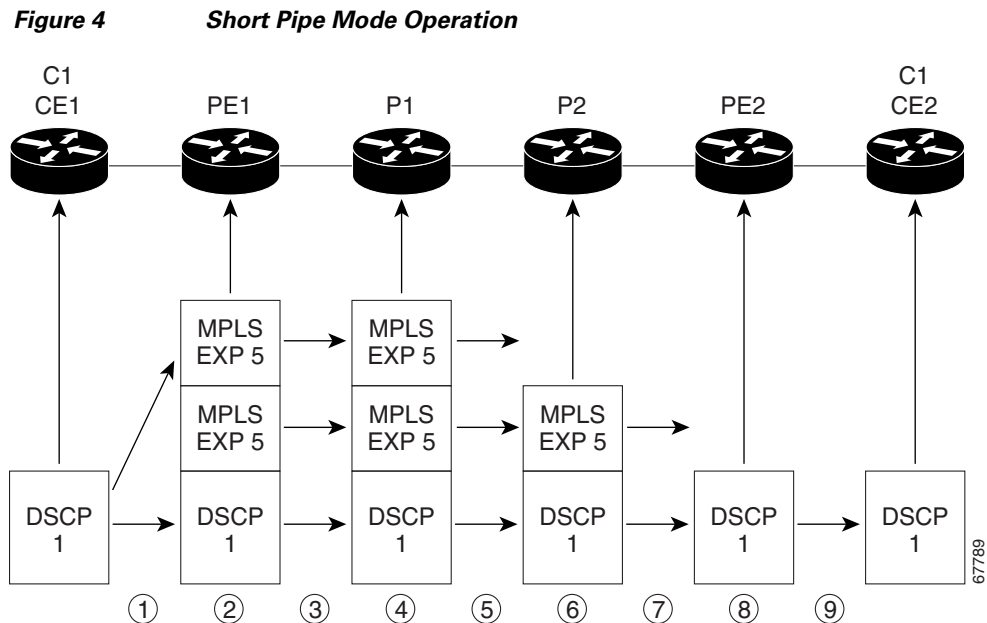 Figure 4 Short Pipe Mode Operation
C1
CE1
PE1
P1
P2
PE2
C1
CE2
MPLS
EXP 5
MPLS
EXP 5
MPLS
EXP 5
MPLS
EXP 5
MPLS
EXP 5
DSCP
1
DSCP
1
DSCP
1
DSCP
1
DSCP
1
DSCP
1
67789
1 2 3 4 5 6 7 8 9